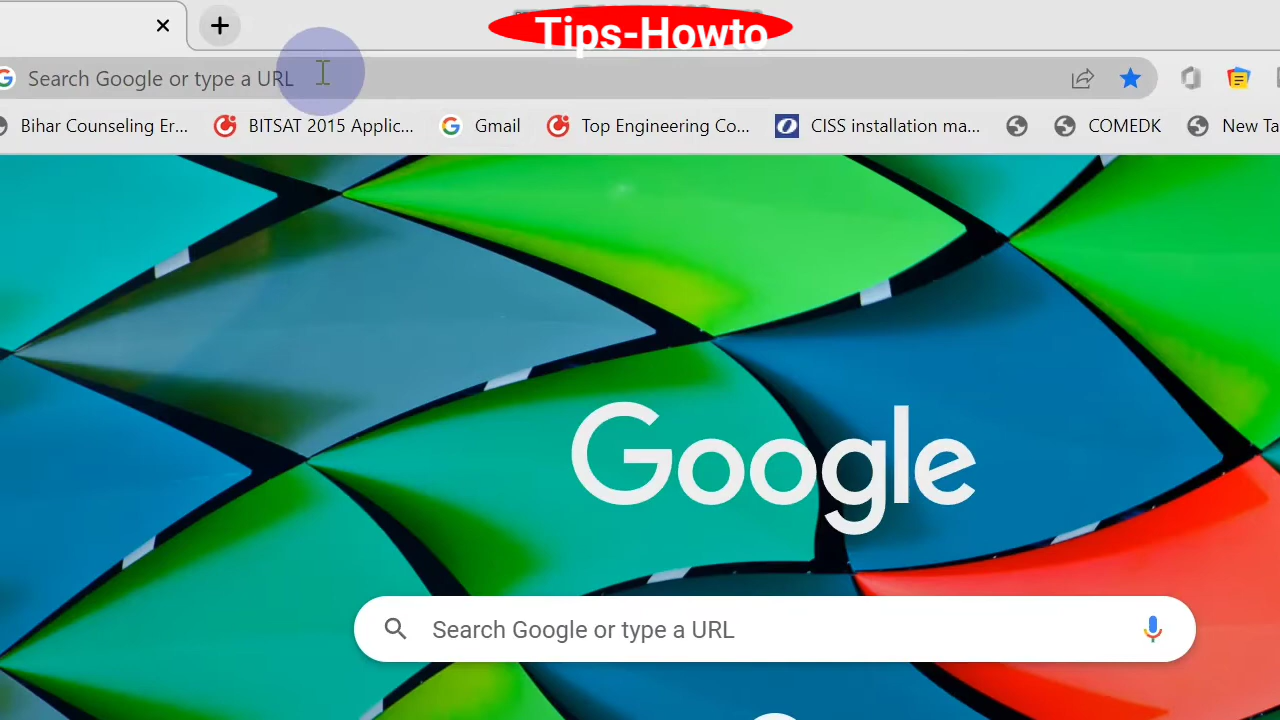 Tips-Howto
Search Google or type a URL
Bihar Counseling Er... BITSAT 2015 Applic... Gmail Top Engineering Co... CISS installation ma... COMEDK New Ta
Google
Search Google or type a URL